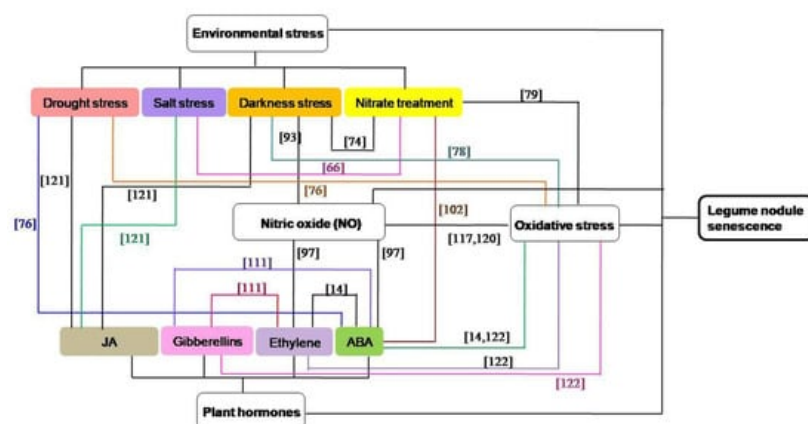 Environmental stress
Drought stress
Salt stress
Darkness stress
Nitrate treatment
[79]
[93]
[74]
[78]
[66]
[121]
[121]
[76]
[102]
[76]
[121]
Nitric oxide (NO)
[117,120]
Oxidative stress
Legume nodule
senescence
[97]
[97]
[111]
[111]
[14]
JA
Gibberellins
Ethylene
ABA
[14,122]
[122]
[122]
Plant hormones